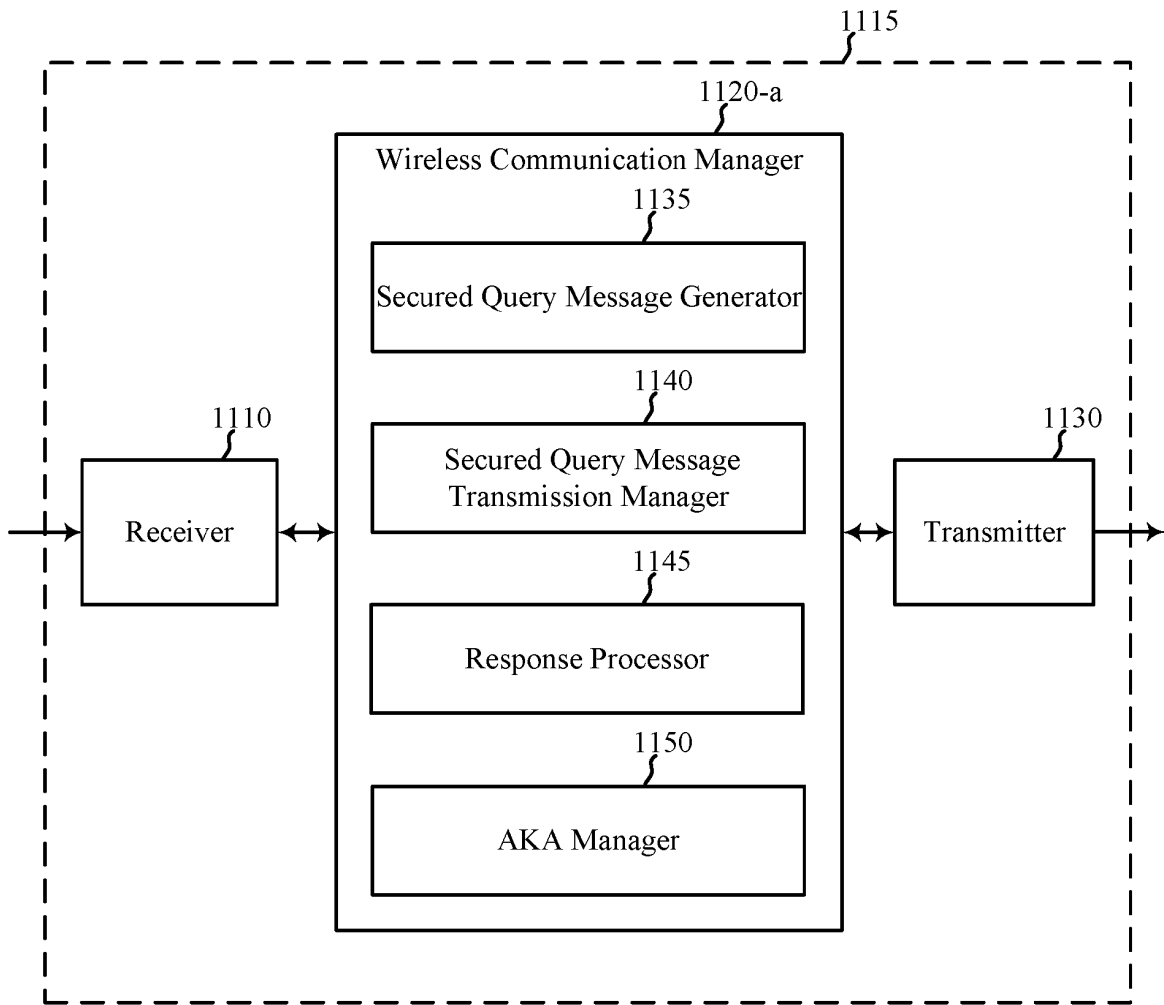 1115
1120-a
Wireless Communication Manager
1135
Secured Query Message Generator
1140
Secured Query Message
Transmission Manager
1110
Receiver
1130
Transmitter
1145
Response Processor
1150
AKA Manager